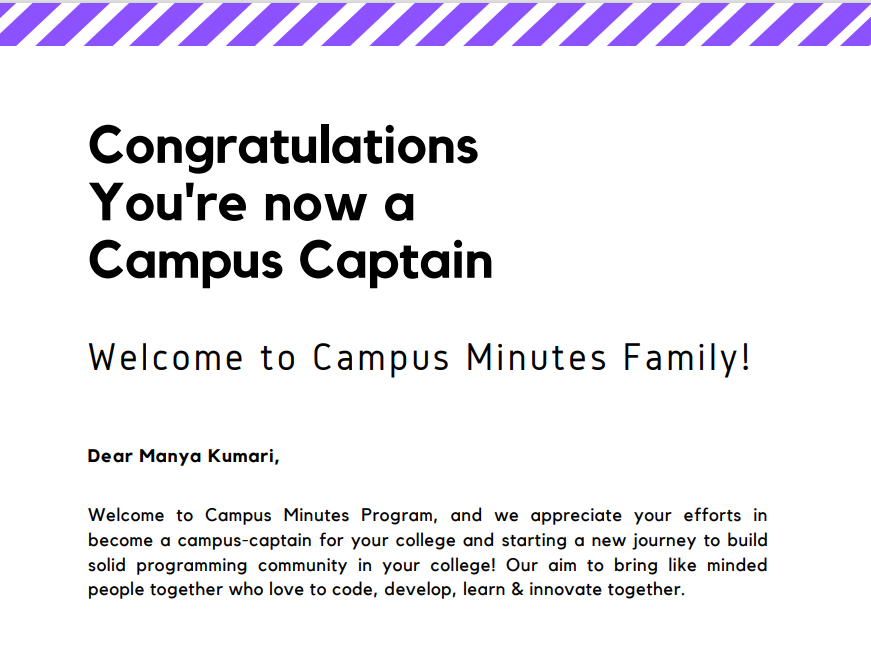 Congratulations
You're now a
Campus Captain
Welcome to Campus Minutes Family!
Dear Manya Kumari,
Welcome to Campus Minutes Program, and we appreciate your efforts in
become a campus-captain for your college and starting a new journey to build
solid programming community in your college! Our aim to bring like minded
people together who love to code, develop, learn & innovate together.